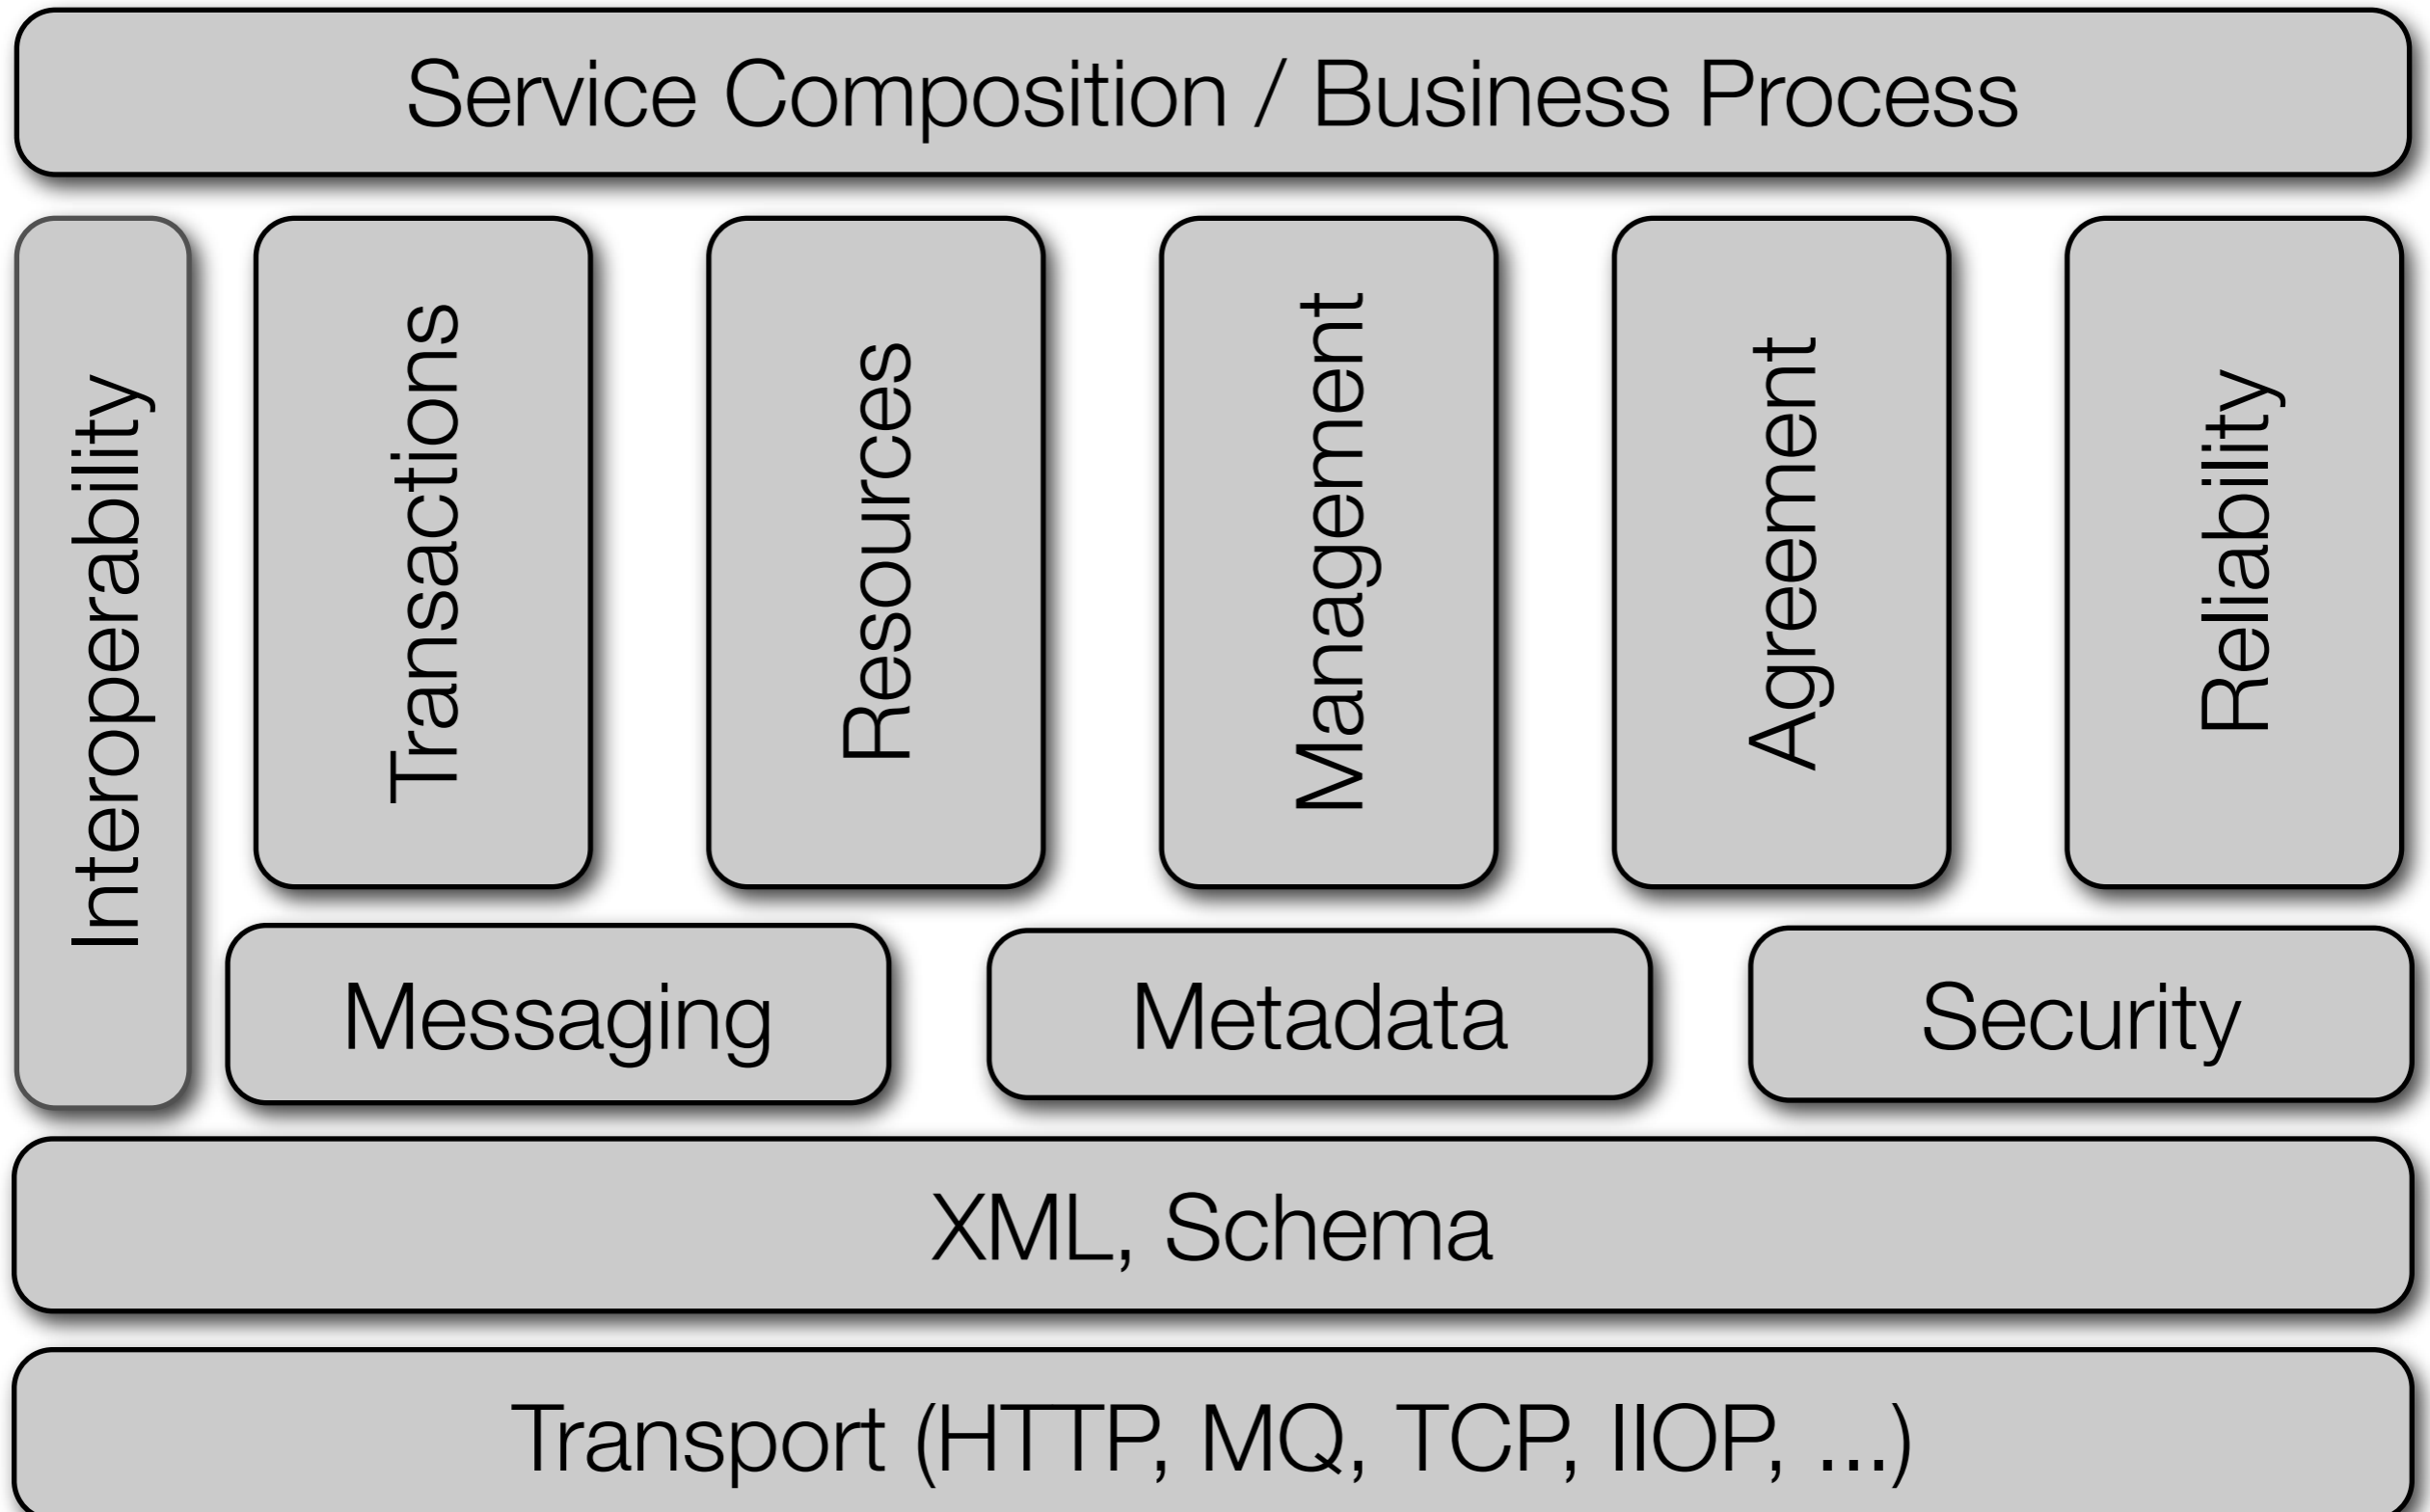 Service Composition / Business Process
Interoperability
Transactions
Resources
Management
Agreement
Reliability
Messaging
Metadata
Security
XML, Schema
Transport (HTTP, MQ, TCP, IIOP, ...)